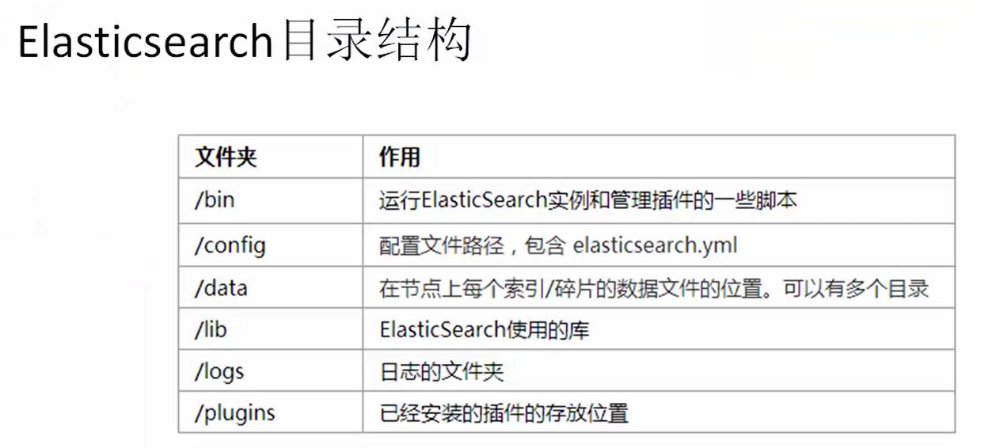 Elasticsearch目录结构
文件夹 作用
/bin 运行ElasticSearch实例和管理插件的一些脚本
/config 配置文件路径，包含 elasticsearch.yml
/data 在节点上每个索引/碎片的数据文件的位置。可以有多个目录
/lib ElasticSearch使用的库
/logs 日志的文件夹
/plugins 已经安装的插件的存放位置